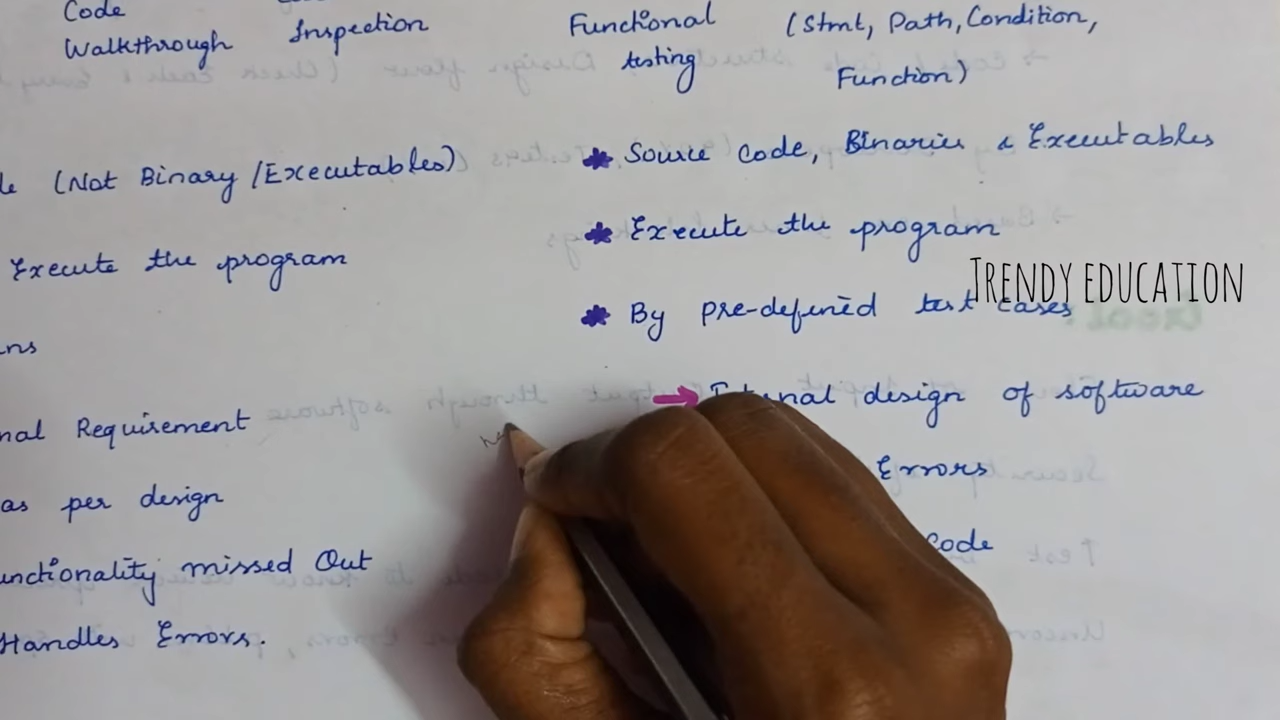 Code
Walkthrough Inspection
Functional
testing
(Stmt, Path, Condition,
Function)
(Not Binary/Executables)
Execute the program
nal Requirement
as per design
unctionality missed Out
Handles Errors.
Source code, Binaries & Executables
Execute the program
By pre-defined test cases
design of software
Errors
code
TRENDY EDUCATION